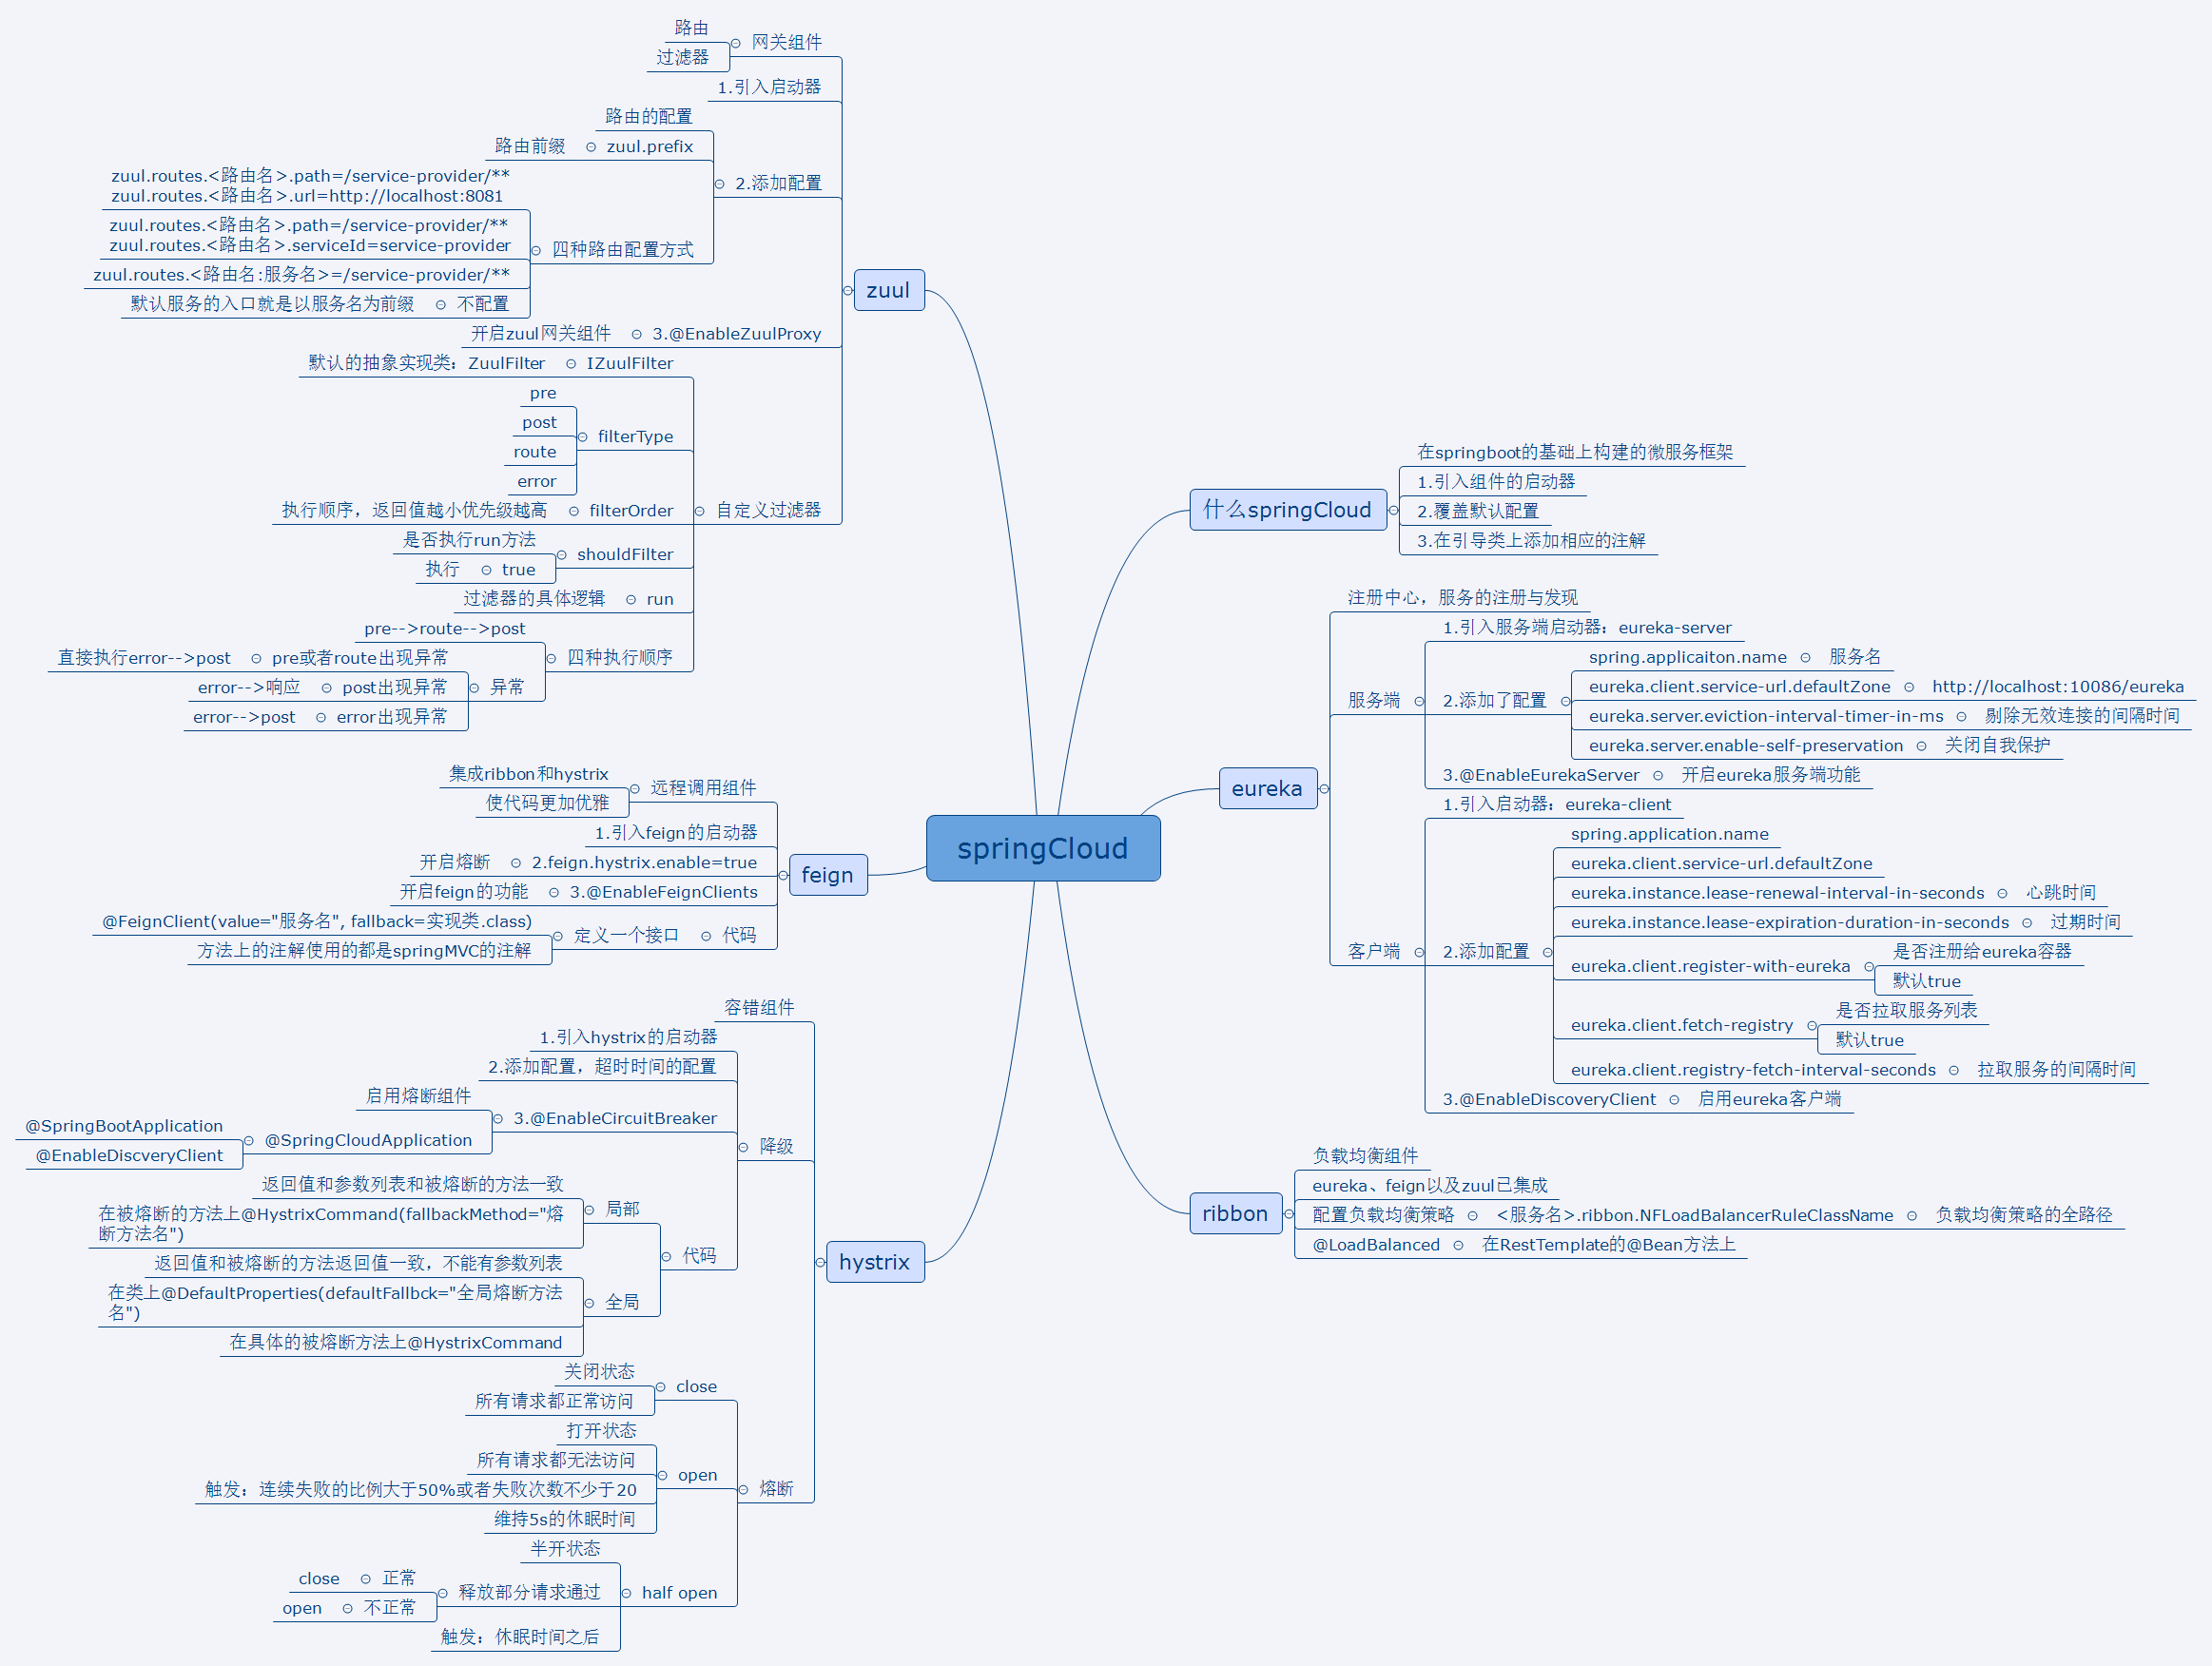 springCloud
什么springCloud
在springboot的基础上构建的微服务框架
1.引入组件的启动器
2.覆盖默认配置
3.在引导类上添加相应的注解
eureka
注册中心，服务的注册与发现
服务端
1.引入服务端启动器：eureka-server
2.添加了配置
spring.applicaiton.name
服务名
eureka.client.service-url.defaultZone
http://localhost:10086/eureka
eureka.server.eviction-interval-timer-in-ms
剔除无效连接的间隔时间
eureka.server.enable-self-preservation
关闭自我保护
3.@EnableEurekaServer
开启eureka服务端功能
客户端
1.引入启动器：eureka-client
2.添加配置
spring.application.name
eureka.client.service-url.defaultZone
eureka.instance.lease-renewal-interval-in-seconds
心跳时间
eureka.instance.lease-expiration-duration-in-seconds
过期时间
eureka.client.register-with-eureka
是否注册给eureka容器
默认true
eureka.client.fetch-registry
是否拉取服务列表
默认true
eureka.client.registry-fetch-interval-seconds
拉取服务的间隔时间
3.@EnableDiscoveryClient
启用eureka客户端
ribbon
负载均衡组件
eureka、feign以及zuul已集成
配置负载均衡策略
<服务名>.ribbon.NFLoadBalancerRuleClassName
负载均衡策略的全路径
@LoadBalanced
在RestTemplate的@Bean方法上
zuul
网关组件
路由
过滤器
1.引入启动器
2.添加配置
路由的配置
zuul.prefix
路由前缀
四种路由配置方式
zuul.routes.<路由名>.path=/service-provider/**
zuul.routes.<路由名>.url=http://localhost:8081
zuul.routes.<路由名>.path=/service-provider/**
zuul.routes.<路由名>.serviceId=service-provider
zuul.routes.<路由名:服务名>=/service-provider/**
不配置
默认服务的入口就是以服务名为前缀
3.@EnableZuulProxy
开启zuul网关组件
自定义过滤器
IZuulFilter
默认的抽象实现类：ZuulFilter
filterType
pre
post
route
error
filterOrder
执行顺序，返回值越小优先级越高
shouldFilter
是否执行run方法
true
执行
run
过滤器的具体逻辑
四种执行顺序
pre-->route-->post
异常
pre或者route出现异常
直接执行error-->post
post出现异常
error-->响应
error出现异常
error-->post
feign
远程调用组件
集成ribbon和hystrix
使代码更加优雅
1.引入feign的启动器
2.feign.hystrix.enable=true
开启熔断
3.@EnableFeignClients
开启feign的功能
代码
定义一个接口
@FeignClient(value="服务名", fallback=实现类.class)
方法上的注解使用的都是springMVC的注解
hystrix
容错组件
降级
1.引入hystrix的启动器
2.添加配置，超时时间的配置
3.@EnableCircuitBreaker
启用熔断组件
@SpringCloudApplication
@SpringBootApplication
@EnableDiscveryClient
代码
局部
返回值和参数列表和被熔断的方法一致
在被熔断的方法上@HystrixCommand(fallbackMethod="熔
断方法名")
全局
返回值和被熔断的方法返回值一致，不能有参数列表
在类上@DefaultProperties(defaultFallbck="全局熔断方法
名")
在具体的被熔断方法上@HystrixCommand
熔断
close
关闭状态
所有请求都正常访问
open
打开状态
所有请求都无法访问
触发：连续失败的比例大于50%或者失败次数不少于20
维持5s的休眠时间
half open
半开状态
释放部分请求通过
正常
close
不正常
open
触发：休眠时间之后